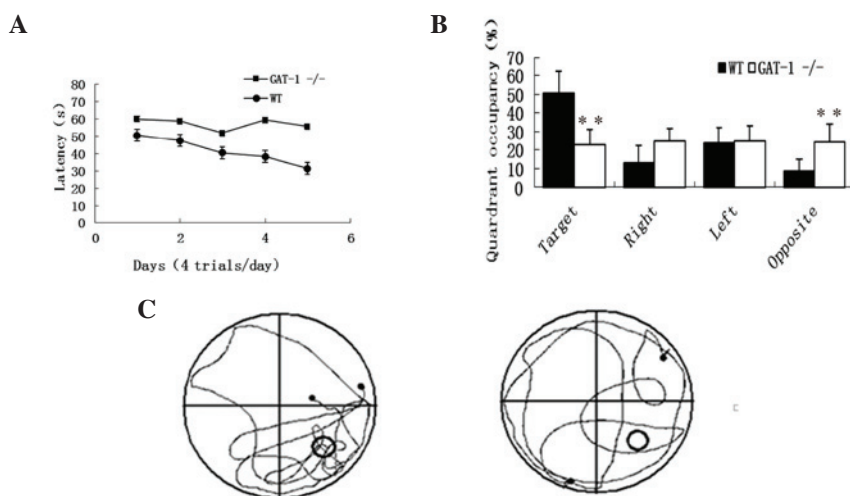 A
GAT-1 -/-
WT
Latency (s)
80
70
60
50
40
30
20
10
0
0 2 4 6
Days (4 trials/day)
B
WT GAT-1 -/-
Quardrant occupancy (%)
70
60
50
40
30
20
10
0
** **
Target Right Left Opposite
C